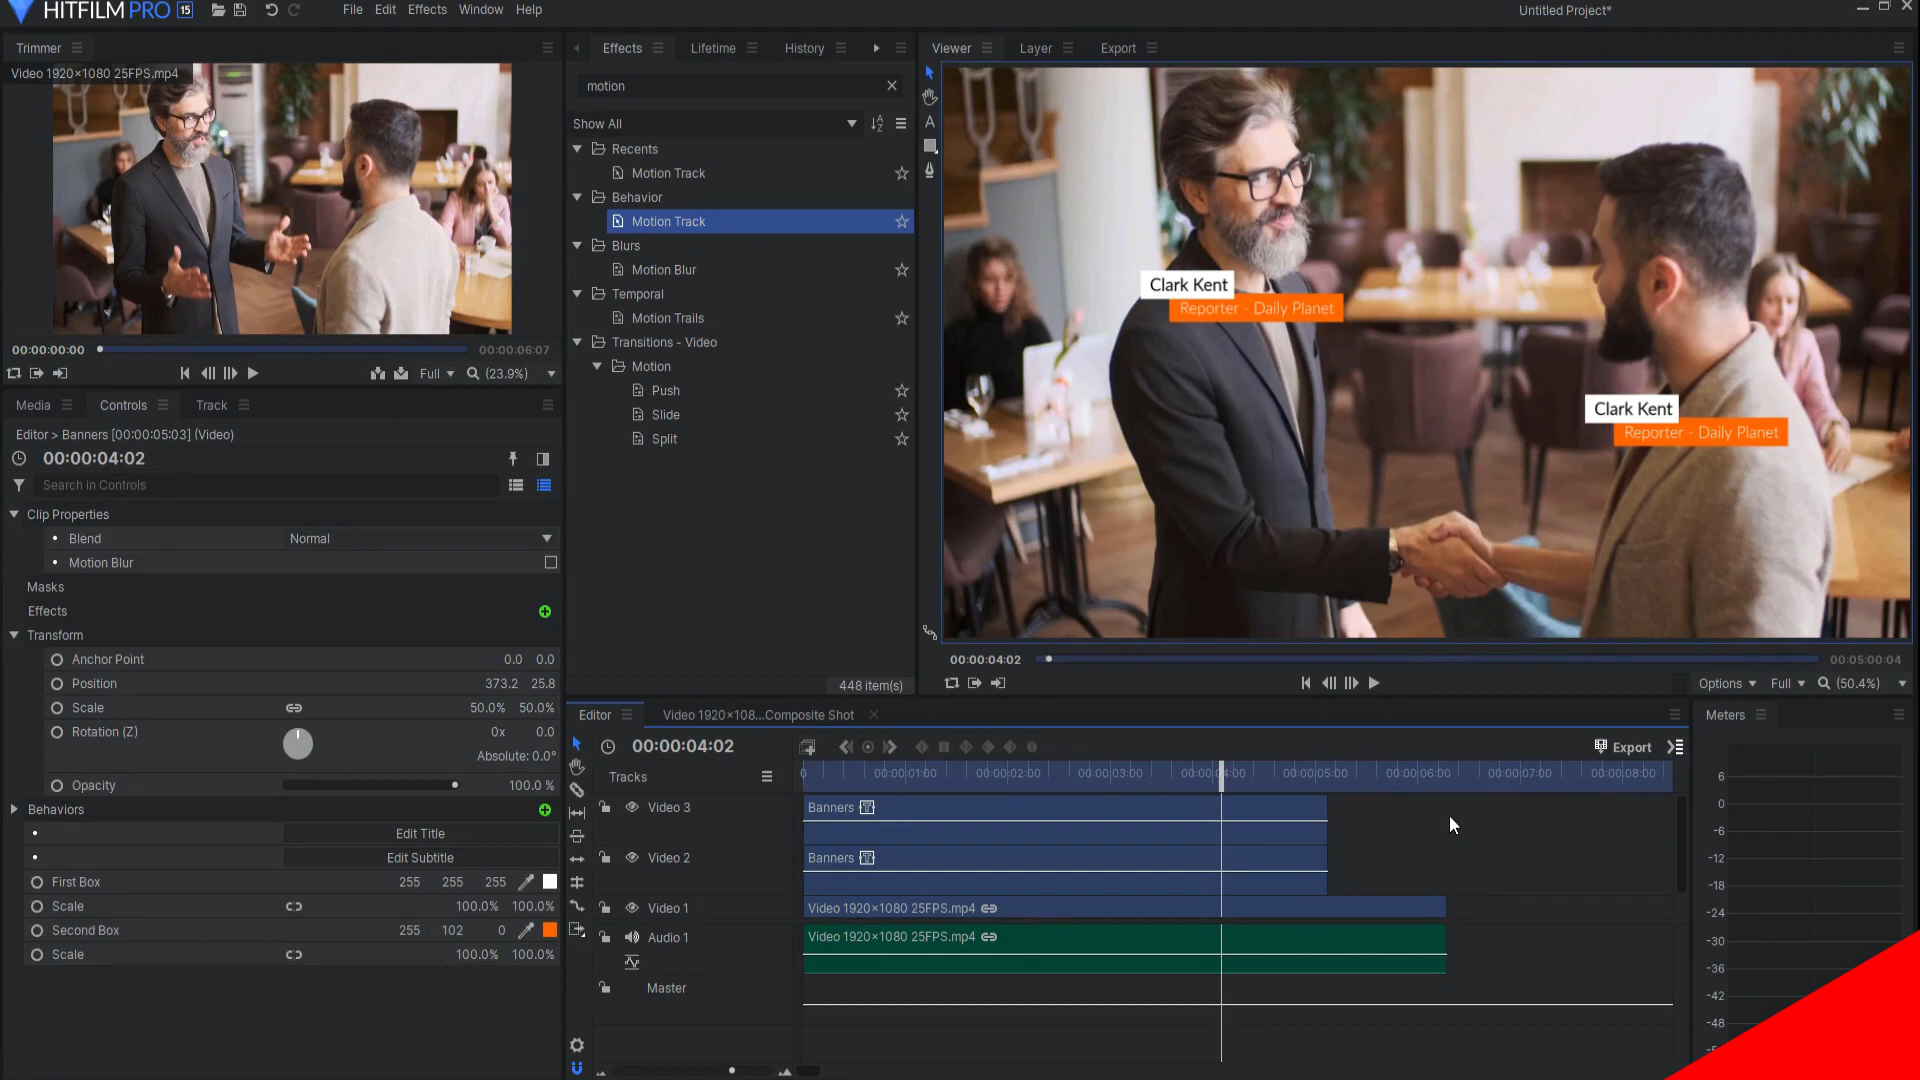 HITFILM PRO 15
File Edit Effects Window Help
Untitled Project*
Trimmer
Video 1920×1080 25FPS.mp4
00:00:00:00
00:00:06:07
Full
(23.9%)
Media Controls Track
Editor > Banners [00:00:05:03] (Video)
00:00:04:02
Search in Controls
Clip Properties
Blend Normal
Motion Blur
Masks
Effects
Transform
Anchor Point 0.0 0.0
Position 373.2 25.8
Scale 50.0% 50.0%
Rotation (Z) 0x 0.0
Absolute: 0.0°
Opacity 100.0 %
Behaviors
Edit Title
Edit Subtitle
First Box 255 255 255
Scale 100.0% 100.0%
Second Box 255 102 0
Scale 100.0% 100.0%
Effects Lifetime History
motion
Show All
Recents
Motion Track
Behavior
Motion Track
Blurs
Motion Blur
Temporal
Motion Trails
Transitions - Video
Motion
Push
Slide
Split
448 item(s)
Viewer Layer Export
A
Clark Kent
Reporter - Daily Planet
Clark Kent
Reporter - Daily Planet
00:00:04:02
00:05:00:04
Options Full (50.4%)
Editor Video 1920×108...Composite Shot
00:00:04:02
Export
Tracks
0 00:00:01:00 00:00:02:00 00:00:03:00 00:00:04:00 00:00:05:00 00:00:06:00 00:00:07:00 00:00:08:00
Video 3 Banners
Video 2 Banners
Video 1 Video 1920×1080 25FPS.mp4
Audio 1 Video 1920×1080 25FPS.mp4
Master
Meters
6
0
-6
-12
-18
-24
-30
-36
-42
-48